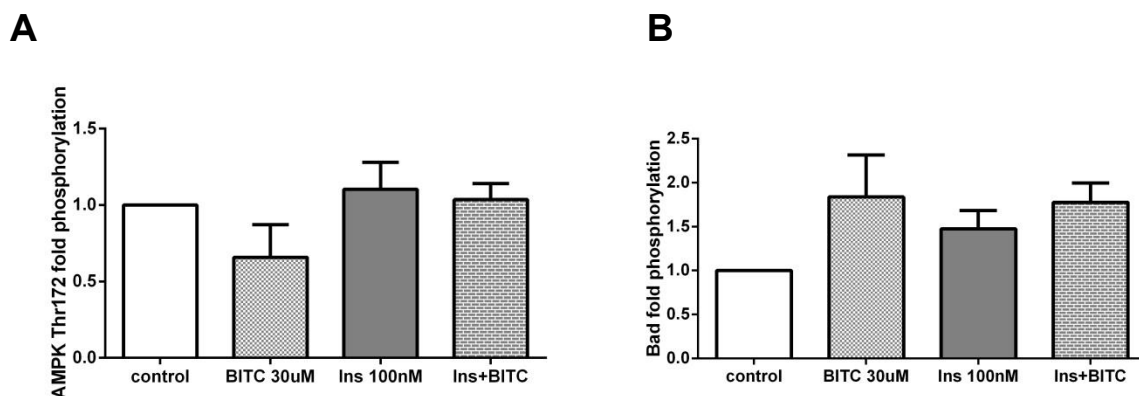 A
B
AMPK Thr172 fold phosphorylation
1.5
1.0
0.5
0.0
control
BITC 30uM
Ins 100nM
Ins+BITC
Bad fold phosphorylation
2.5
2.0
1.5
1.0
0.5
0.0
control
BITC 30uM
Ins 100nM
Ins+BITC